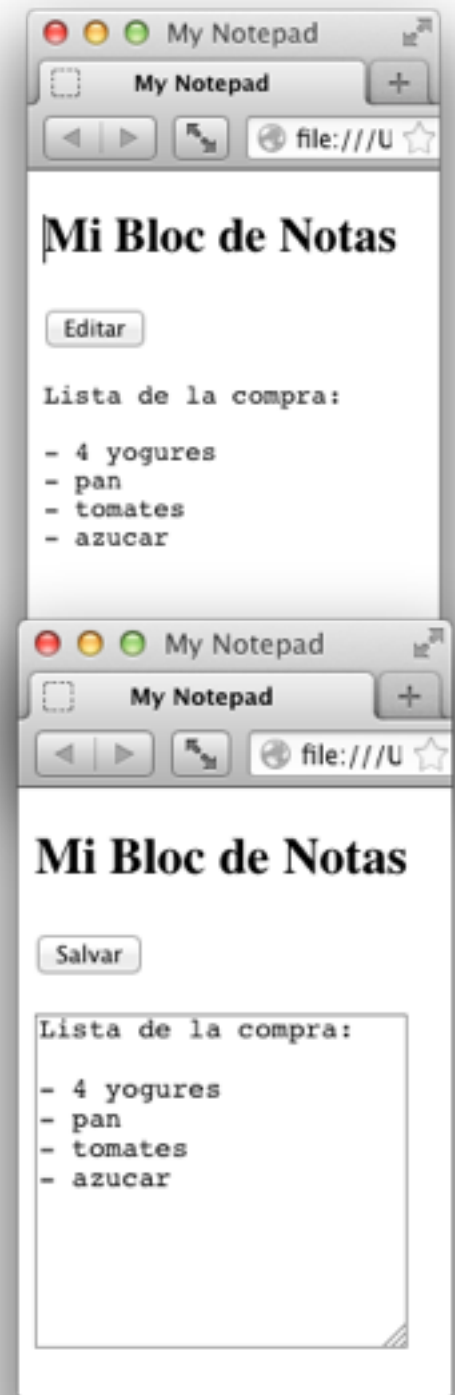 My Notepad
My Notepad
file:///U
Mi Bloc de Notas
Editar
Lista de la compra:
- 4 yogures
- pan
- tomates
- azucar
My Notepad
My Notepad
file:///U
Mi Bloc de Notas
Salvar
Lista de la compra:
- 4 yogures
- pan
- tomates
- azucar